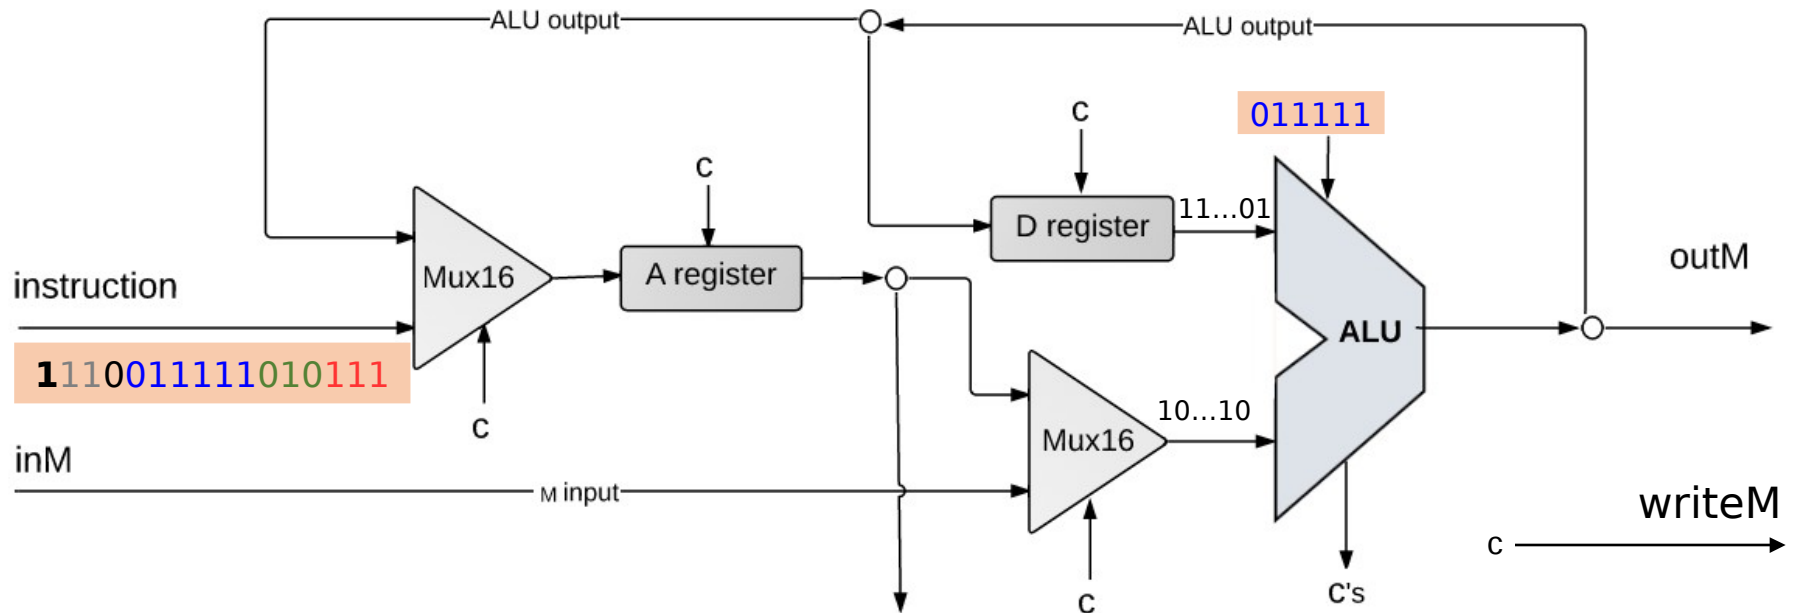 ALU output
ALU output
c
011111
c
11...01
D register
outM
Mux16
A register
instruction
ALU
1110011111010111
10...10
c
Mux16
inM
M input
writeM
c
c's
c